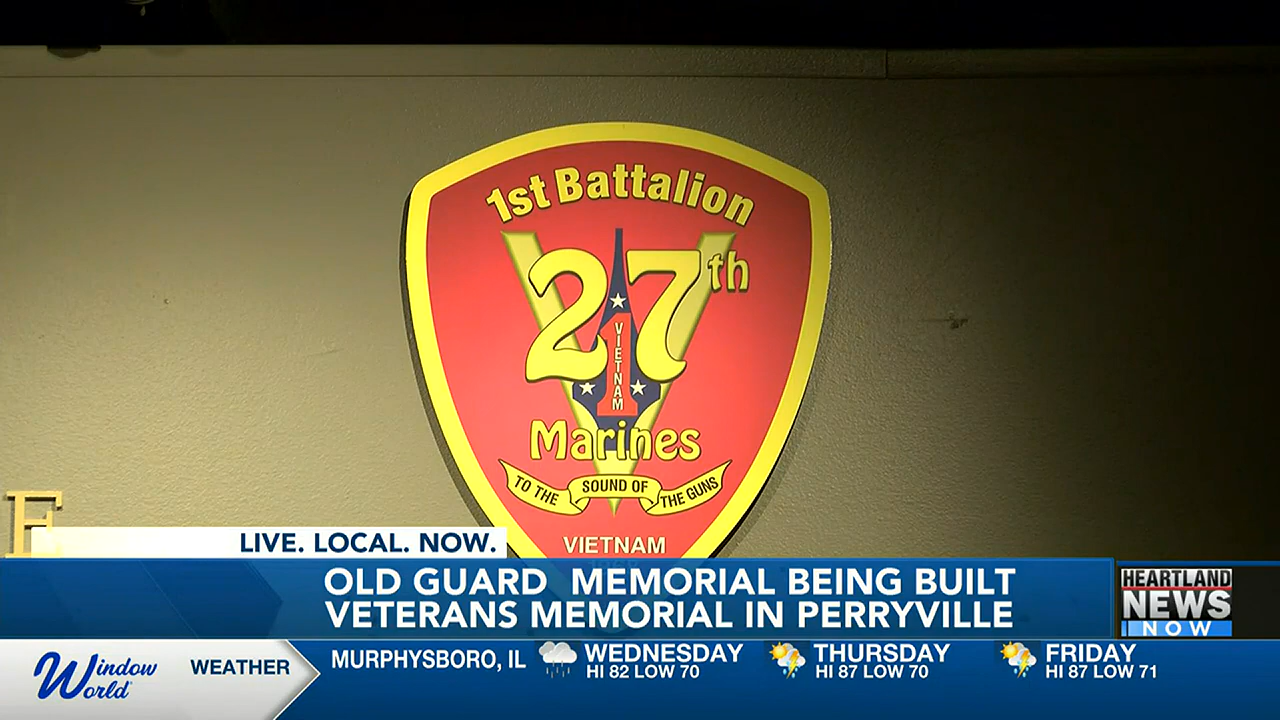 1st Battalion
27th
VIETNAM
1
Marines
TO THE SOUND OF THE GUNS
VIETNAM
E
LIVE. LOCAL. NOW.
OLD GUARD MEMORIAL BEING BUILT
VETERANS MEMORIAL IN PERRYVILLE
HEARTLAND
NEWS
NOW
Window World
WEATHER
MURPHYSBORO, IL
WEDNESDAY
HI 82 LOW 70
THURSDAY
HI 87 LOW 70
FRIDAY
HI 87 LOW 71